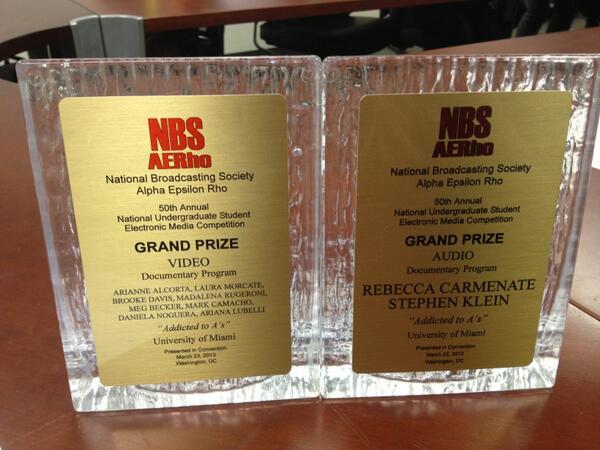 NBS
AERho
National Broadcasting Society
Alpha Epsilon Rho
50th Annual
National Undergraduate Student
Electronic Media Competition
GRAND PRIZE
VIDEO
Documentary Program
ARIANNE ALCORTA, LAURA MORCATE,
BROOKE DAVIS, MADALENA RUGERONI,
MEG BECKER, MARK CAMACHO,
DANIELA NOGUERA, ARIANA LUBELLI
"Addicted to A's"
University of Miami
Presented in Convention
March 23, 2013
Washington, DC
NBS
AERho
National Broadcasting Society
Alpha Epsilon Rho
50th Annual
National Undergraduate Student
Electronic Media Competition
GRAND PRIZE
AUDIO
Documentary Program
REBECCA CARMENATE
STEPHEN KLEIN
"Addicted to A's"
University of Miami
Presented in Convention
March 23, 2013
Washington, DC